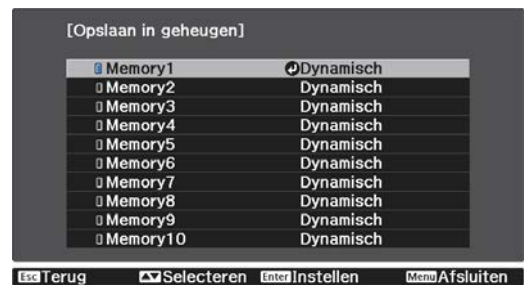 [Opslaan in geheugen]
Memory1 Dynamisch
Memory2 Dynamisch
Memory3 Dynamisch
Memory4 Dynamisch
Memory5 Dynamisch
Memory6 Dynamisch
Memory7 Dynamisch
Memory8 Dynamisch
Memory9 Dynamisch
Memory10 Dynamisch
Esc Terug Selecteren Enter Instellen Menu Afsluiten